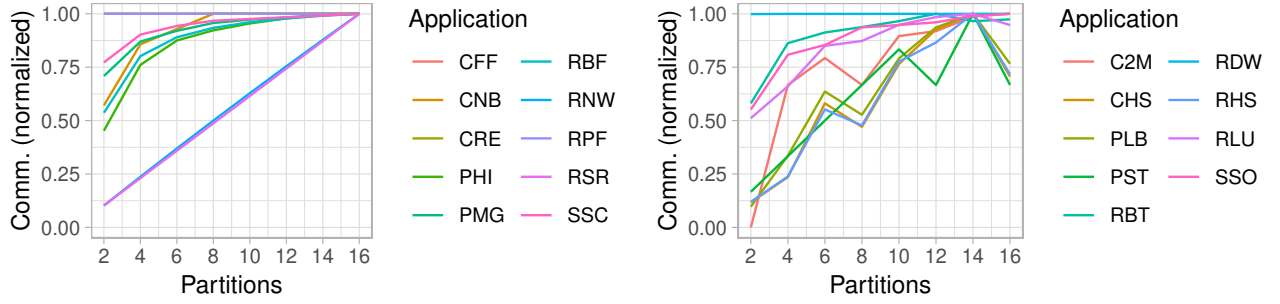 Comm. (normalized)
1.00
0.75
0.50
0.25
0.00
2 4 6 8 10 12 14 16
Partitions
Application
CFF RBF
CNB RNW
CRE RPF
PHI RSR
PMG SSC
Comm. (normalized)
1.00
0.75
0.50
0.25
0.00
2 4 6 8 10 12 14 16
Partitions
Application
C2M RDW
CHS RHS
PLB RLU
PST SSO
RBT